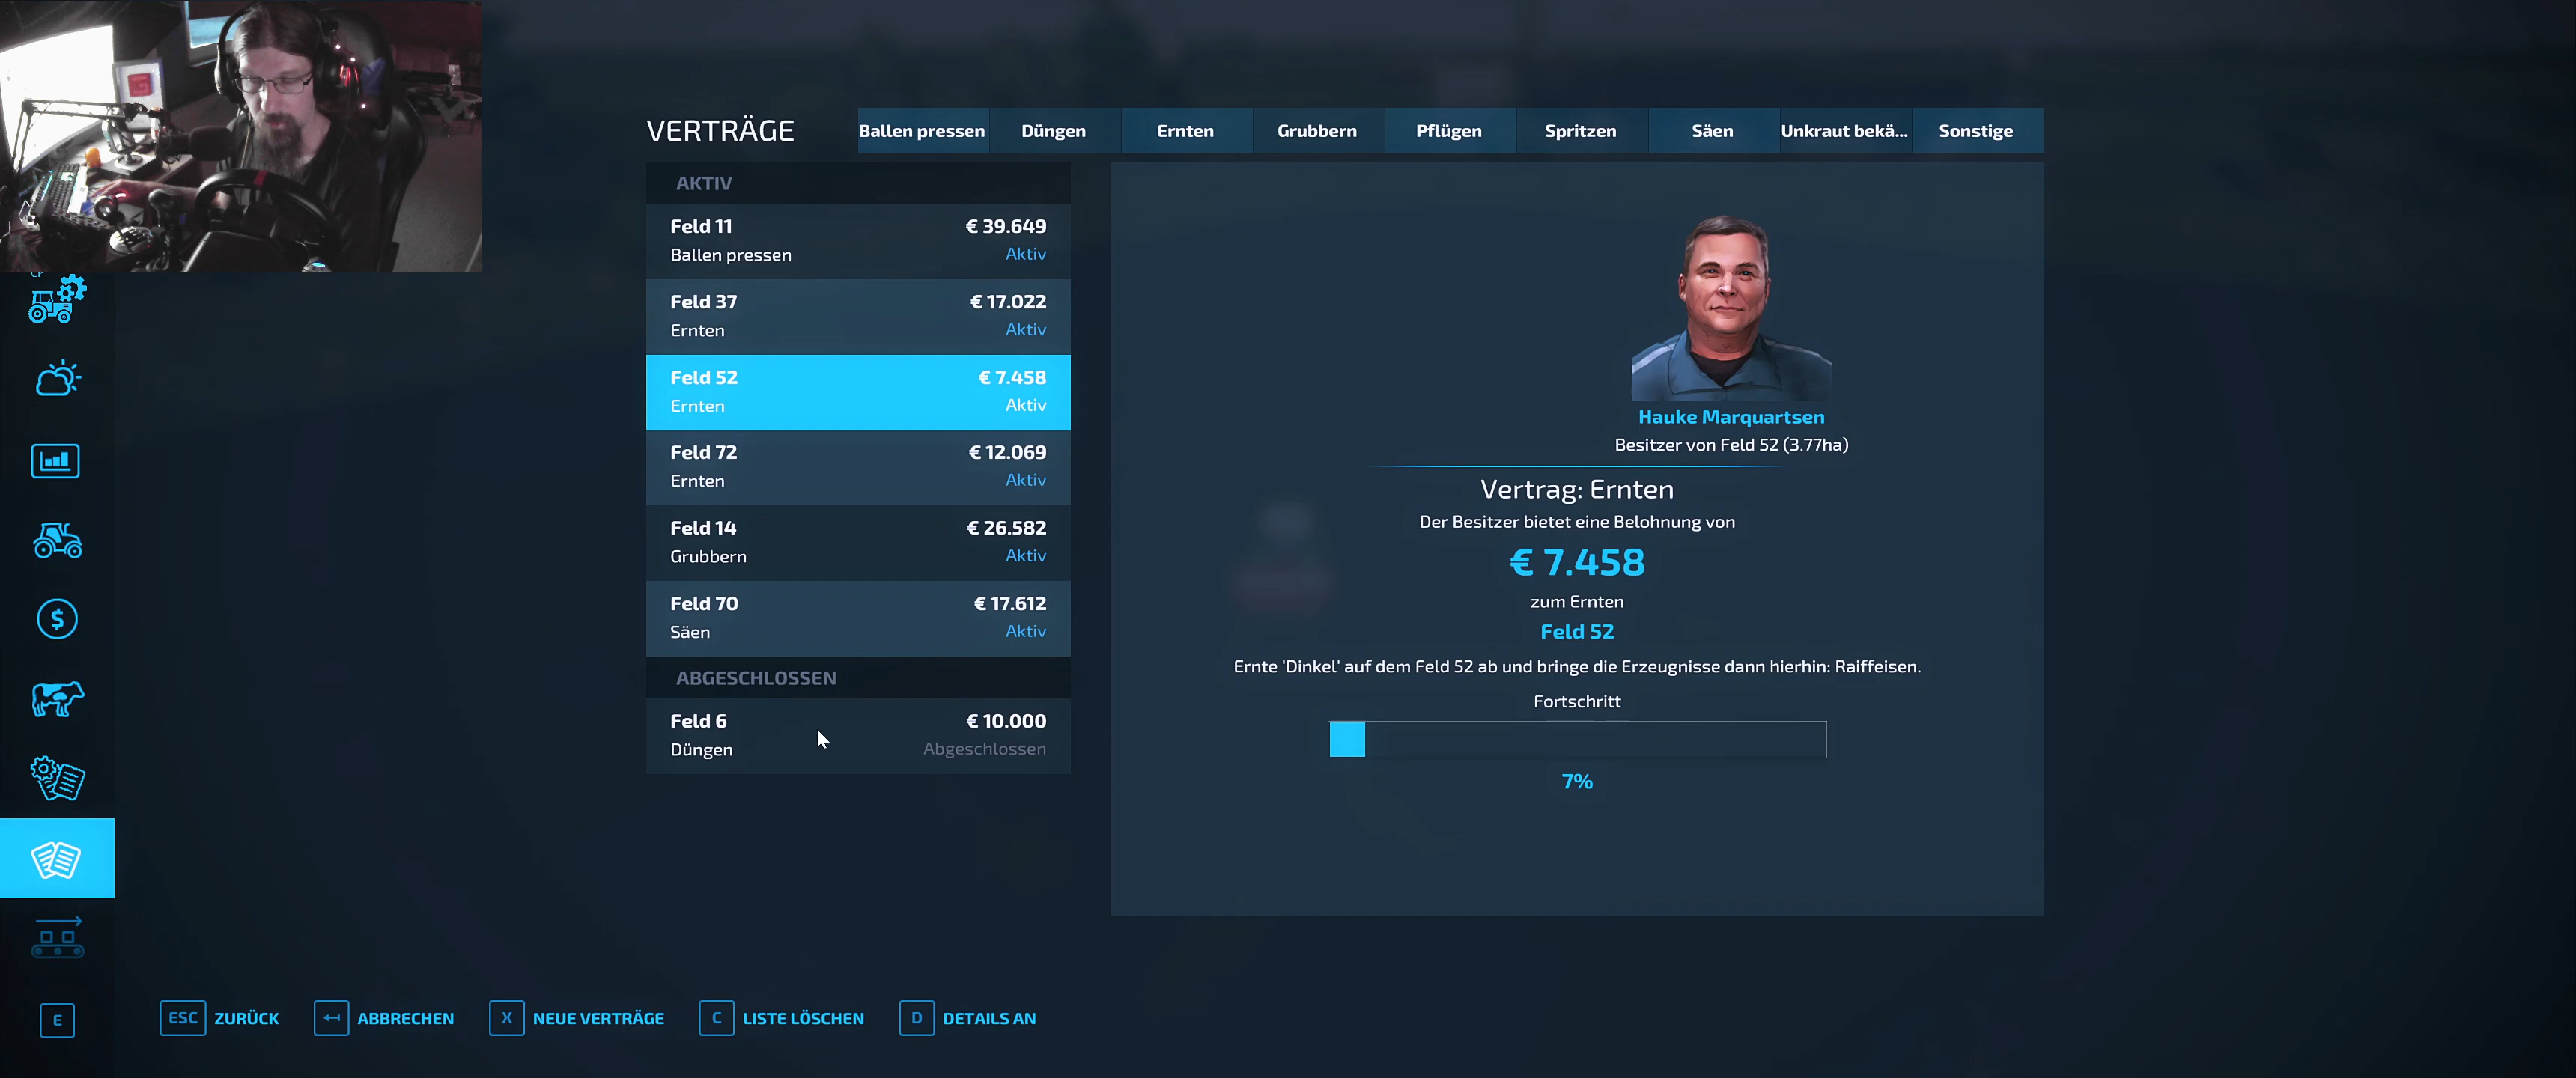 VERTRÄGE
Ballen pressen
Düngen
Ernten
Grubbern
Pflügen
Spritzen
Säen
Unkraut bekä...
Sonstige
AKTIV
Feld 11 € 39.649
Ballen pressen Aktiv
Feld 37 € 17.022
Ernten Aktiv
Feld 52 € 7.458
Ernten Aktiv
Feld 72 € 12.069
Ernten Aktiv
Feld 14 € 26.582
Grubbern Aktiv
Feld 70 € 17.612
Säen Aktiv
ABGESCHLOSSEN
Feld 6 € 10.000
Düngen Abgeschlossen
Hauke Marquartsen
Besitzer von Feld 52 (3.77ha)
Vertrag: Ernten
Der Besitzer bietet eine Belohnung von
€ 7.458
zum Ernten
Feld 52
Ernte 'Dinkel' auf dem Feld 52 ab und bringe die Erzeugnisse dann hierhin: Raiffeisen.
Fortschritt
7%
CP
$
E
ESC ZURÜCK
ABBRECHEN
X NEUE VERTRÄGE
C LISTE LÖSCHEN
D DETAILS AN